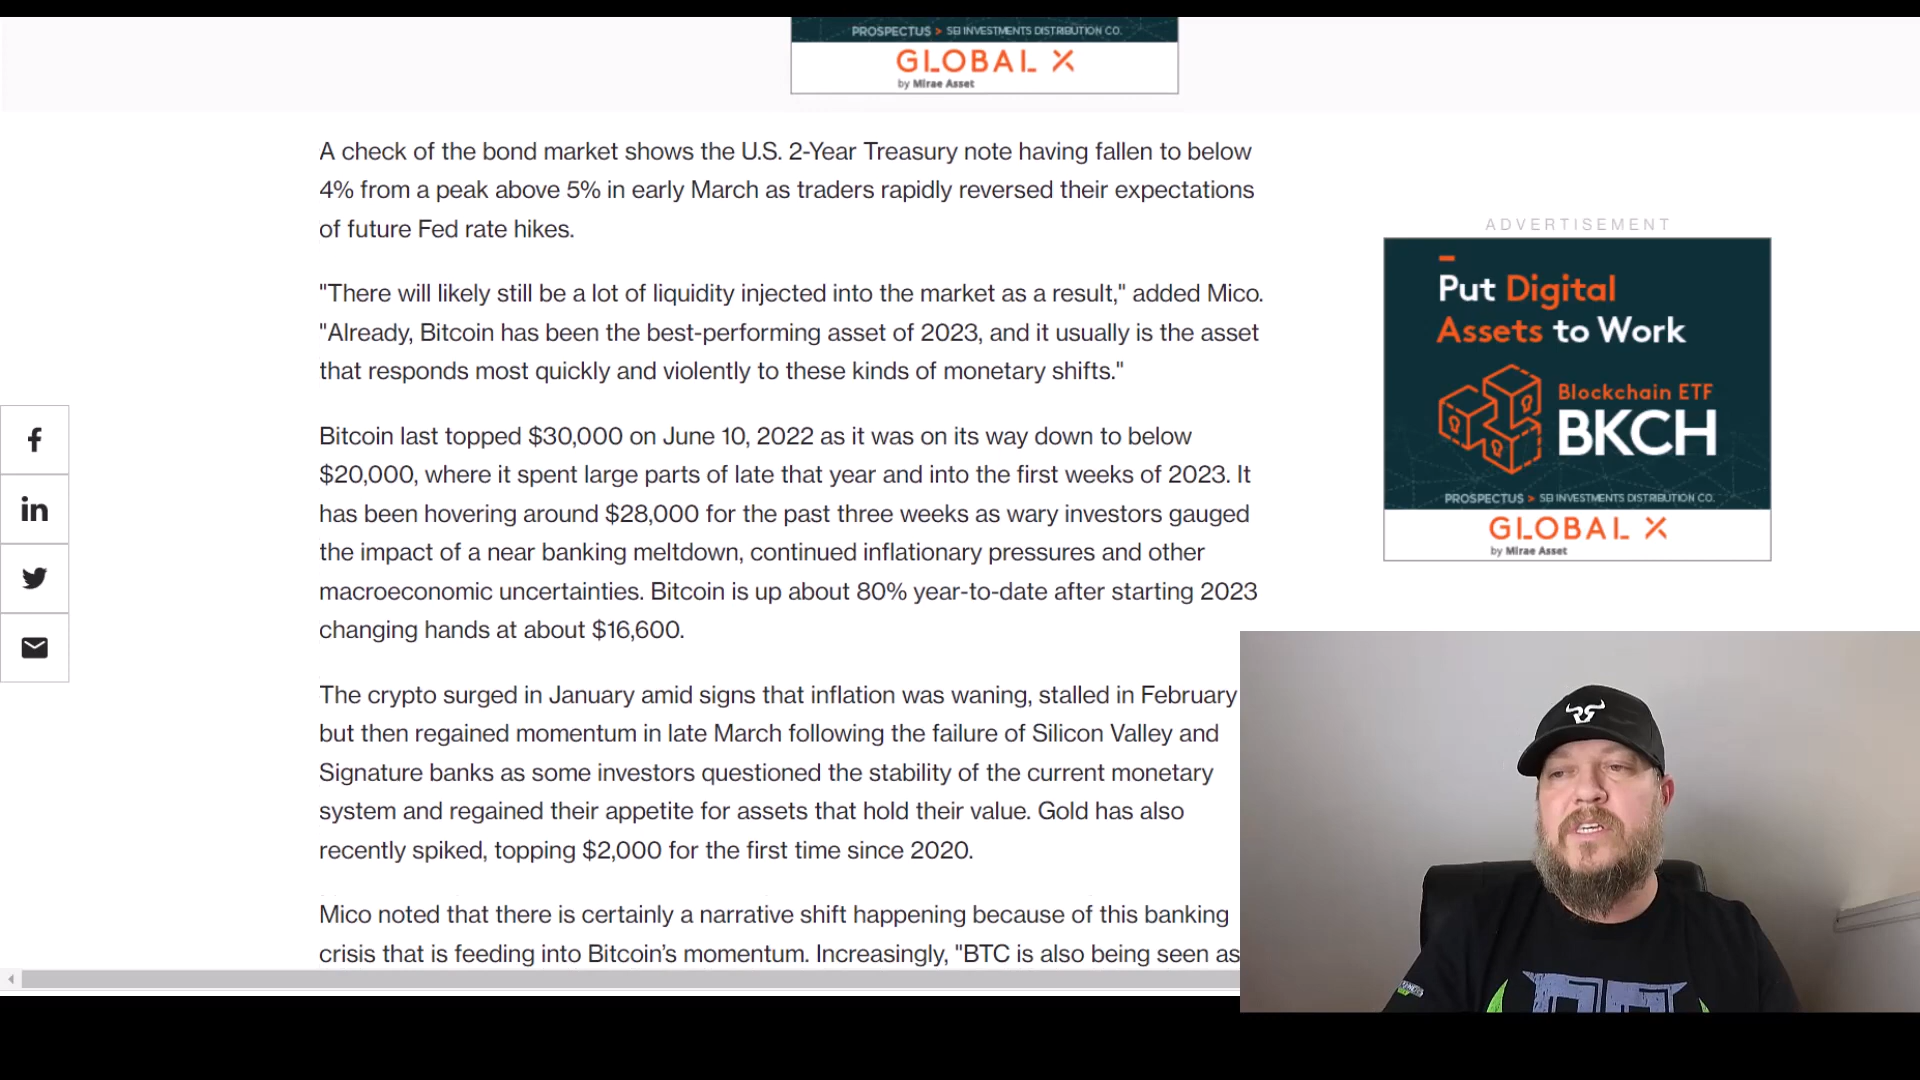 PROSPECTUS > SEI INVESTMENTS DISTRIBUTION CO.
GLOBAL X
by Mirae Asset
A check of the bond market shows the U.S. 2-Year Treasury note having fallen to below
4% from a peak above 5% in early March as traders rapidly reversed their expectations
of future Fed rate hikes.
"There will likely still be a lot of liquidity injected into the market as a result," added Mico.
"Already, Bitcoin has been the best-performing asset of 2023, and it usually is the asset
that responds most quickly and violently to these kinds of monetary shifts."
Bitcoin last topped $30,000 on June 10, 2022 as it was on its way down to below
$20,000, where it spent large parts of late that year and into the first weeks of 2023. It
has been hovering around $28,000 for the past three weeks as wary investors gauged
the impact of a near banking meltdown, continued inflationary pressures and other
macroeconomic uncertainties. Bitcoin is up about 80% year-to-date after starting 2023
changing hands at about $16,600.
The crypto surged in January amid signs that inflation was waning, stalled in February
but then regained momentum in late March following the failure of Silicon Valley and
Signature banks as some investors questioned the stability of the current monetary
system and regained their appetite for assets that hold their value. Gold has also
recently spiked, topping $2,000 for the first time since 2020.
Mico noted that there is certainly a narrative shift happening because of this banking
crisis that is feeding into Bitcoin’s momentum. Increasingly, "BTC is also being seen as
ADVERTISEMENT
Put Digital
Assets to Work
Blockchain ETF
BKCH
PROSPECTUS > SEI INVESTMENTS DISTRIBUTION CO.
GLOBAL X
by Mirae Asset